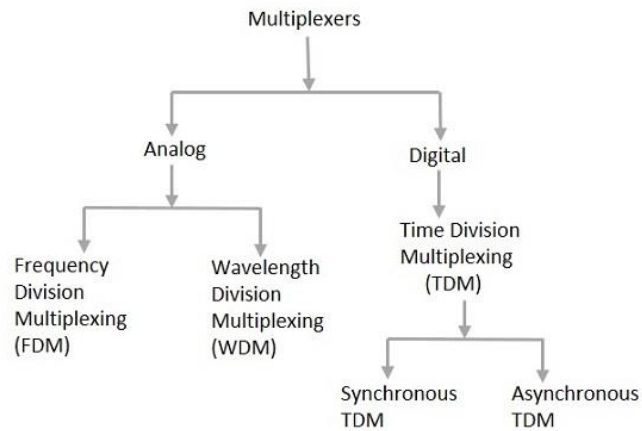 Multiplexers
Analog
Digital
Frequency
Division
Multiplexing
(FDM)
Wavelength
Division
Multiplexing
(WDM)
Time Division
Multiplexing
(TDM)
Synchronous
TDM
Asynchronous
TDM